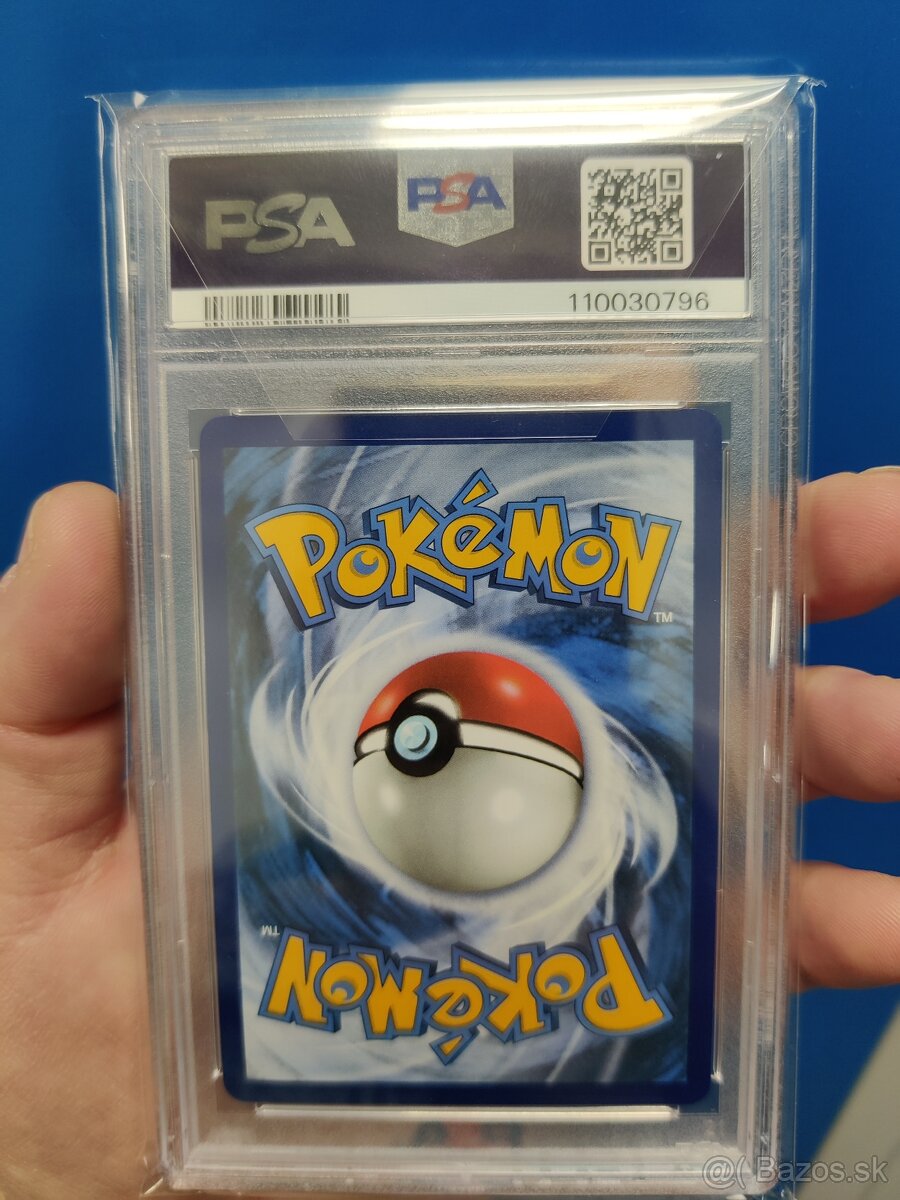 PSA
PSA
110030796
POKéMON
TM
TM
POKéMON
@( Bazos.sk